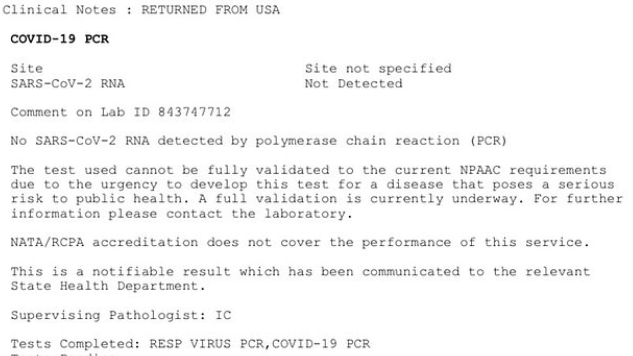 Clinical Notes : RETURNED FROM USA
COVID-19 PCR
Site Site not specified
SARS-CoV-2 RNA Not Detected
Comment on Lab ID 843747712
No SARS-CoV-2 RNA detected by polymerase chain reaction (PCR)
The test used cannot be fully validated to the current NPAAC requirements
due to the urgency to develop this test for a disease that poses a serious
risk to public health. A full validation is currently underway. For further
information please contact the laboratory.
NATA/RCPA accreditation does not cover the performance of this service.
This is a notifiable result which has been communicated to the relevant
State Health Department.
Supervising Pathologist: IC
Tests Completed: RESP VIRUS PCR,COVID-19 PCR